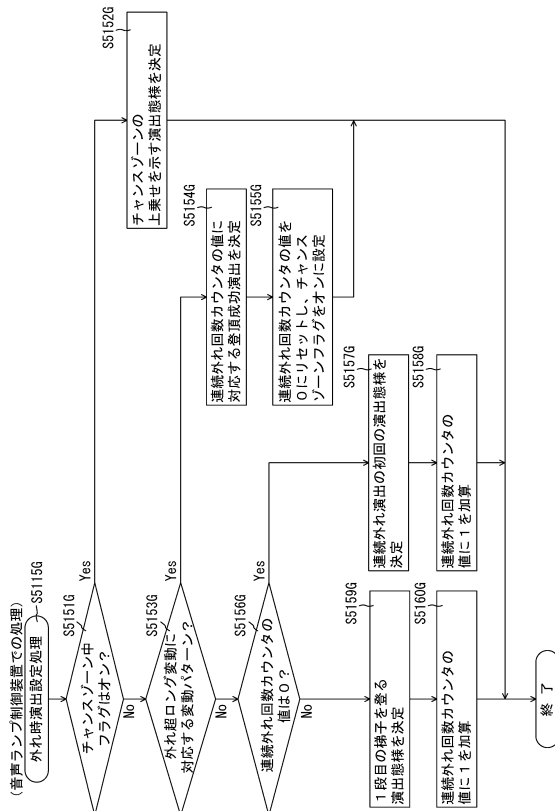 (音声ランプ制御装置での処理)
S5115G
外れ時演出設定処理
S5151G
チャンスゾーン中
フラグはオン?
Yes
No
S5152G
チャンスゾーンの
上乗せを示す演出態様を決定
S5153G
外れ超ロング変動に
対応する変動パターン?
Yes
No
S5154G
連続外れ回数カウンタの値に
対応する登頂成功演出を決定
S5155G
連続外れ回数カウンタの値を
0にリセットし、チャンス
ゾーンフラグをオンに設定
S5156G
連続外れ回数カウンタの
値は0?
Yes
No
S5157G
連続外れ演出の初回の演出態様を
決定
S5158G
連続外れ回数カウンタの
値に1を加算
S5159G
1段目の梯子を登る
演出態様を決定
S5160G
連続外れ回数カウンタの
値に1を加算
終了